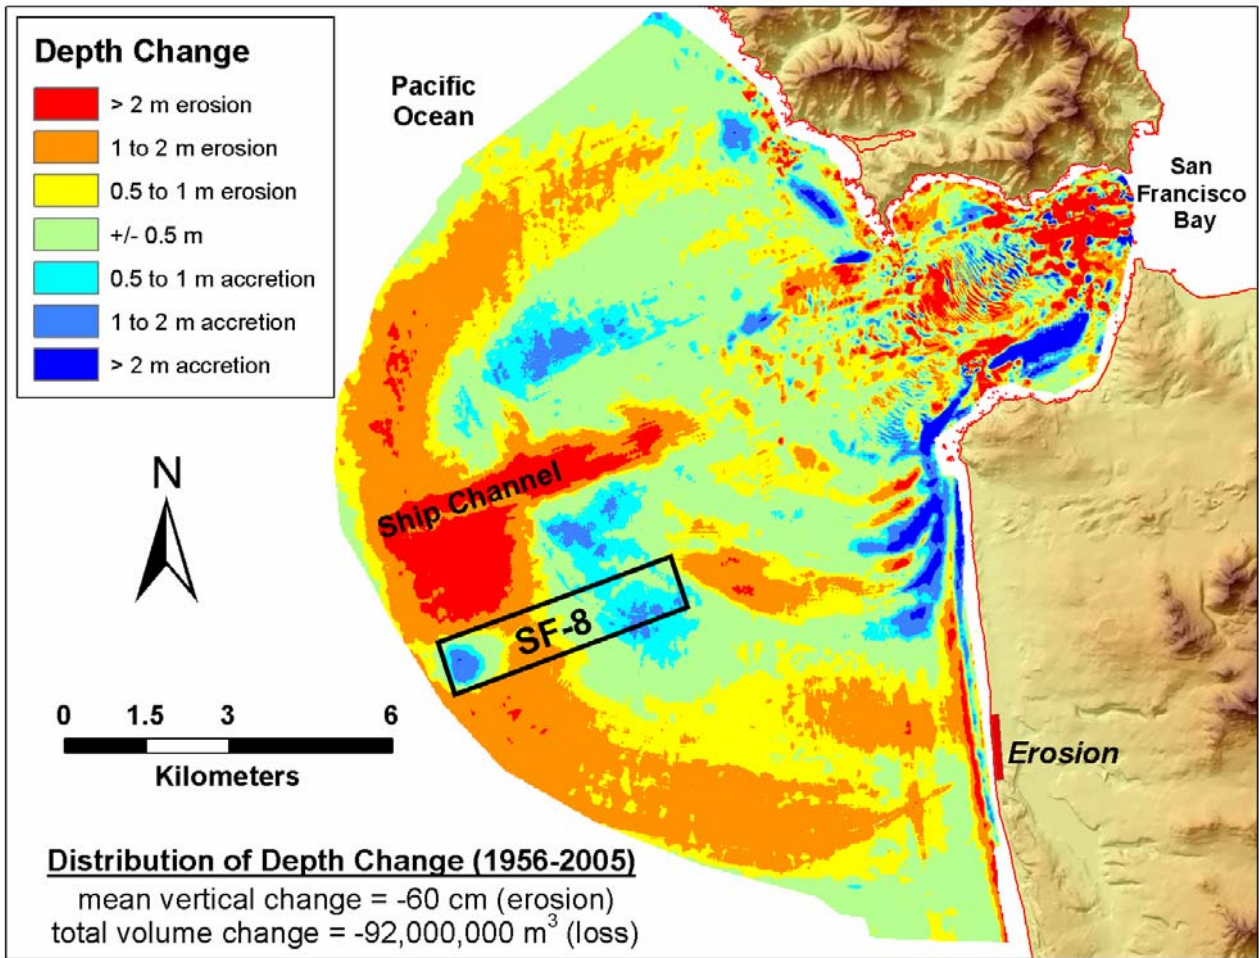 Depth Change
> 2 m erosion
1 to 2 m erosion
0.5 to 1 m erosion
+/- 0.5 m
0.5 to 1 m accretion
1 to 2 m accretion
> 2 m accretion
Pacific
Ocean
San
Francisco
Bay
N
Ship Channel
SF-8
0 1.5 3 6
Kilometers
Erosion
Distribution of Depth Change (1956-2005)
mean vertical change = -60 cm (erosion)
total volume change = -92,000,000 m³ (loss)